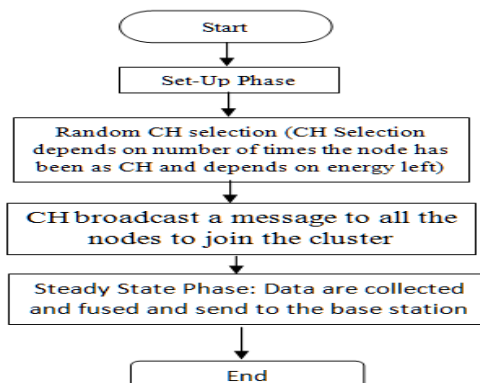 Start
Set-Up Phase
Random CH selection (CH Selection
depends on number of times the node has
been as CH and depends on energy left)
CH broadcast a message to all the
nodes to join the cluster
Steady State Phase: Data are collected
and fused and send to the base station
End